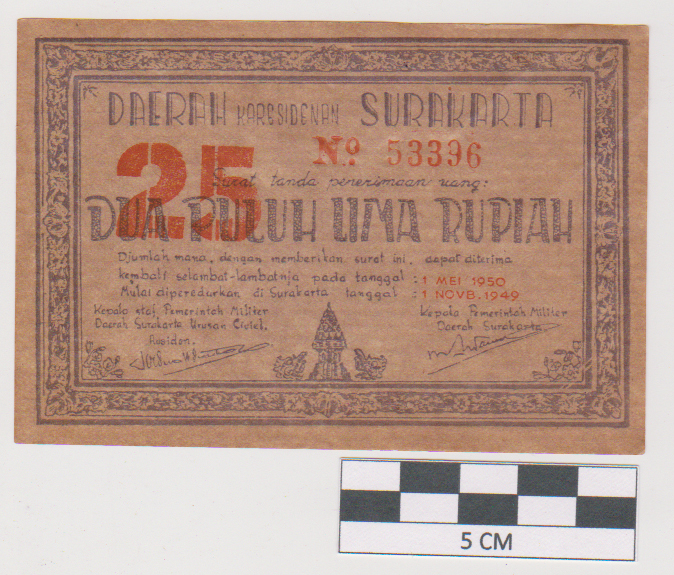 DAERAH KARESIDENAN SURAKARTA
No 53396
25
Surat tanda penerimaan uang:
DUA PULUH LIMA RUPIAH
Djumlah mana, dengan memberikan surat ini, dapat diterima
kembali selambat-lambatnja pada tanggal : 1 MEI 1950
Mulai diperedarkan di Surakarta tanggal : 1 NOVB. 1949
Kepala staf Pemerintah Militer
Daerah Surakarta Urusan Civiel.
Residen.
Kepala Pemerintah Militer
Daerah Surakarta
5 CM